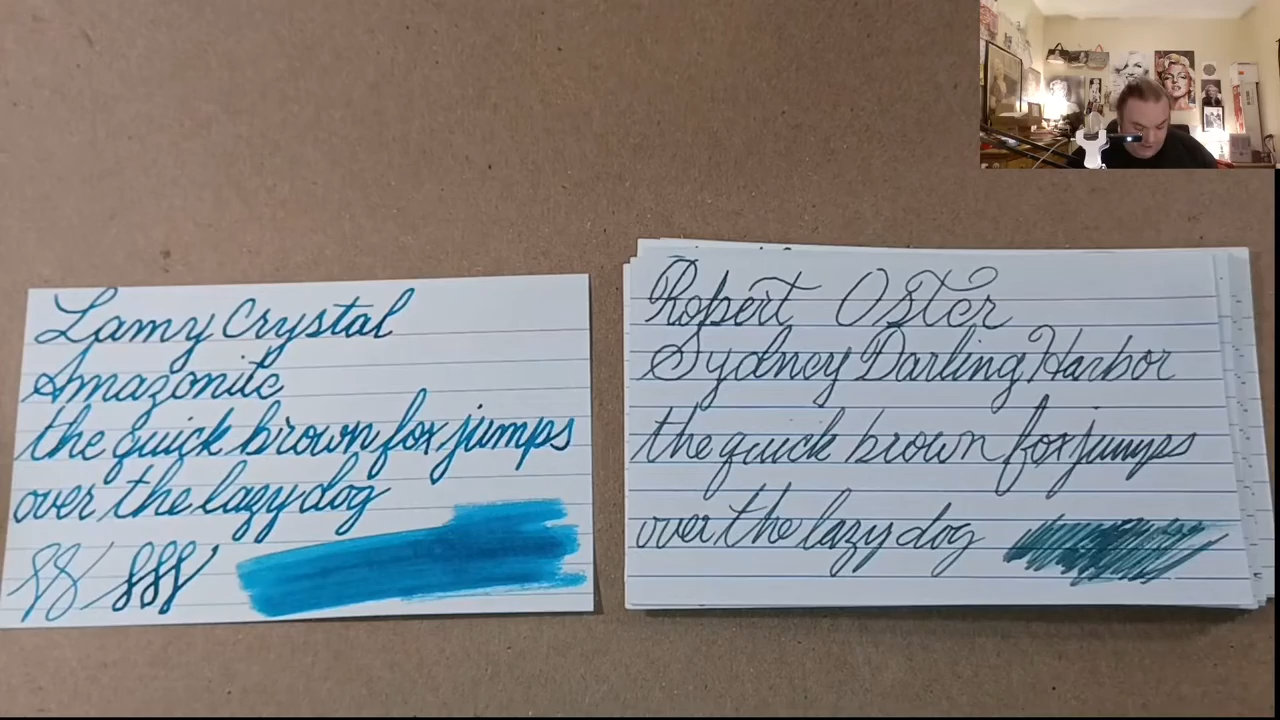 Lamy Crystal
Amazonite
the quick brown fox jumps
over the lazy dog
Robert Oster
Sydney Darling Harbor
the quick brown fox jumps
over the lazy dog